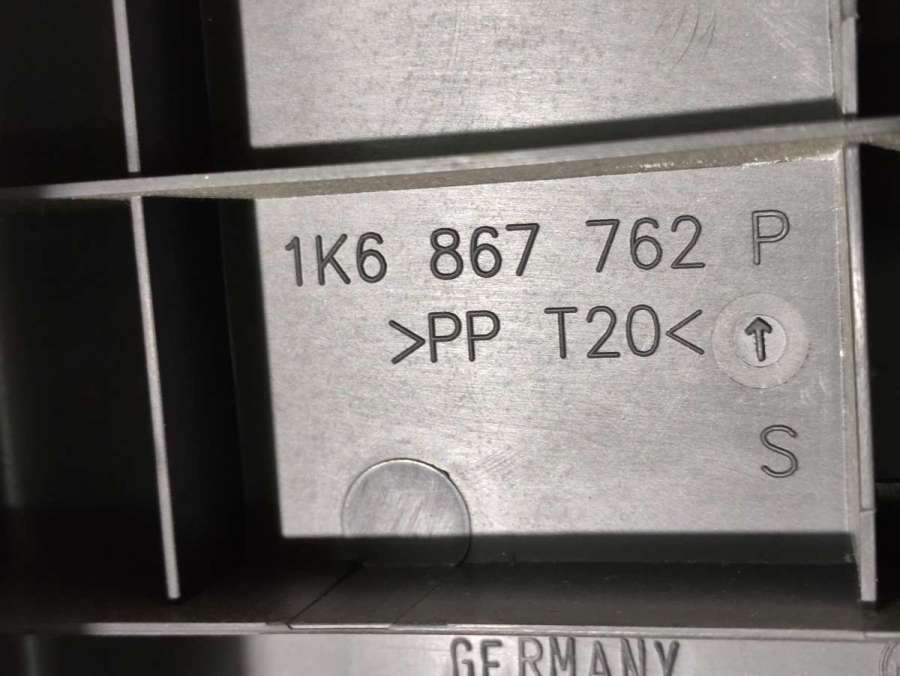 1K6 867 762 P
>PP T20<
S
GERMANY